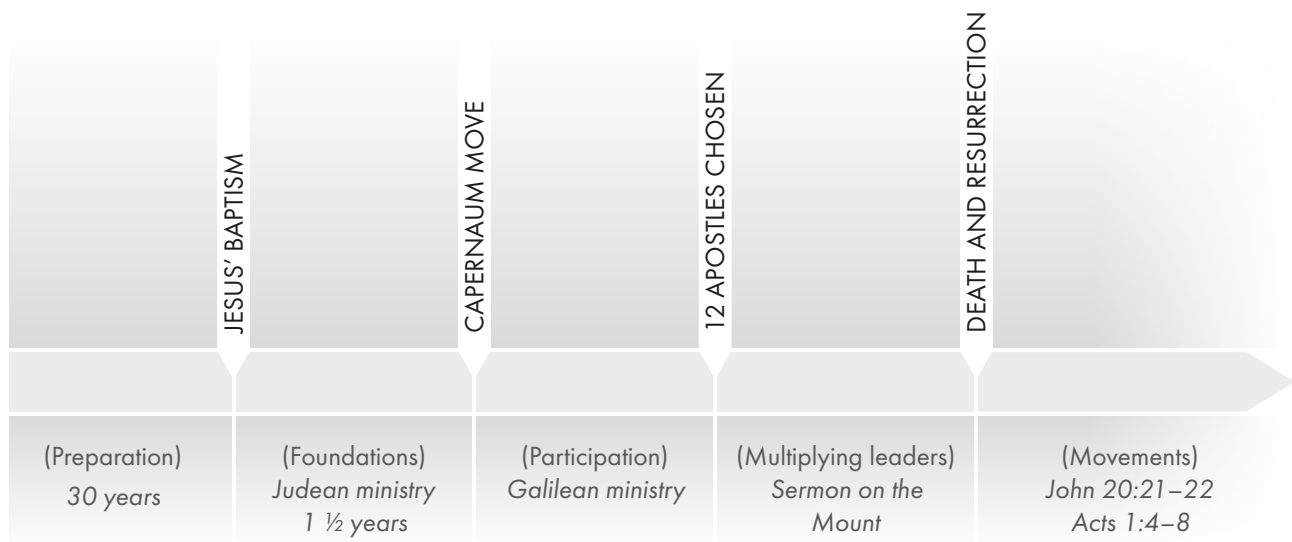 JESUS’ BAPTISM
CAPERNAUM MOVE
12 APOSTLES CHOSEN
DEATH AND RESURRECTION
(Preparation)
30 years
(Foundations)
Judean ministry
1 ½ years
(Participation)
Galilean ministry
(Multiplying leaders)
Sermon on the
Mount
(Movements)
John 20:21–22
Acts 1:4–8